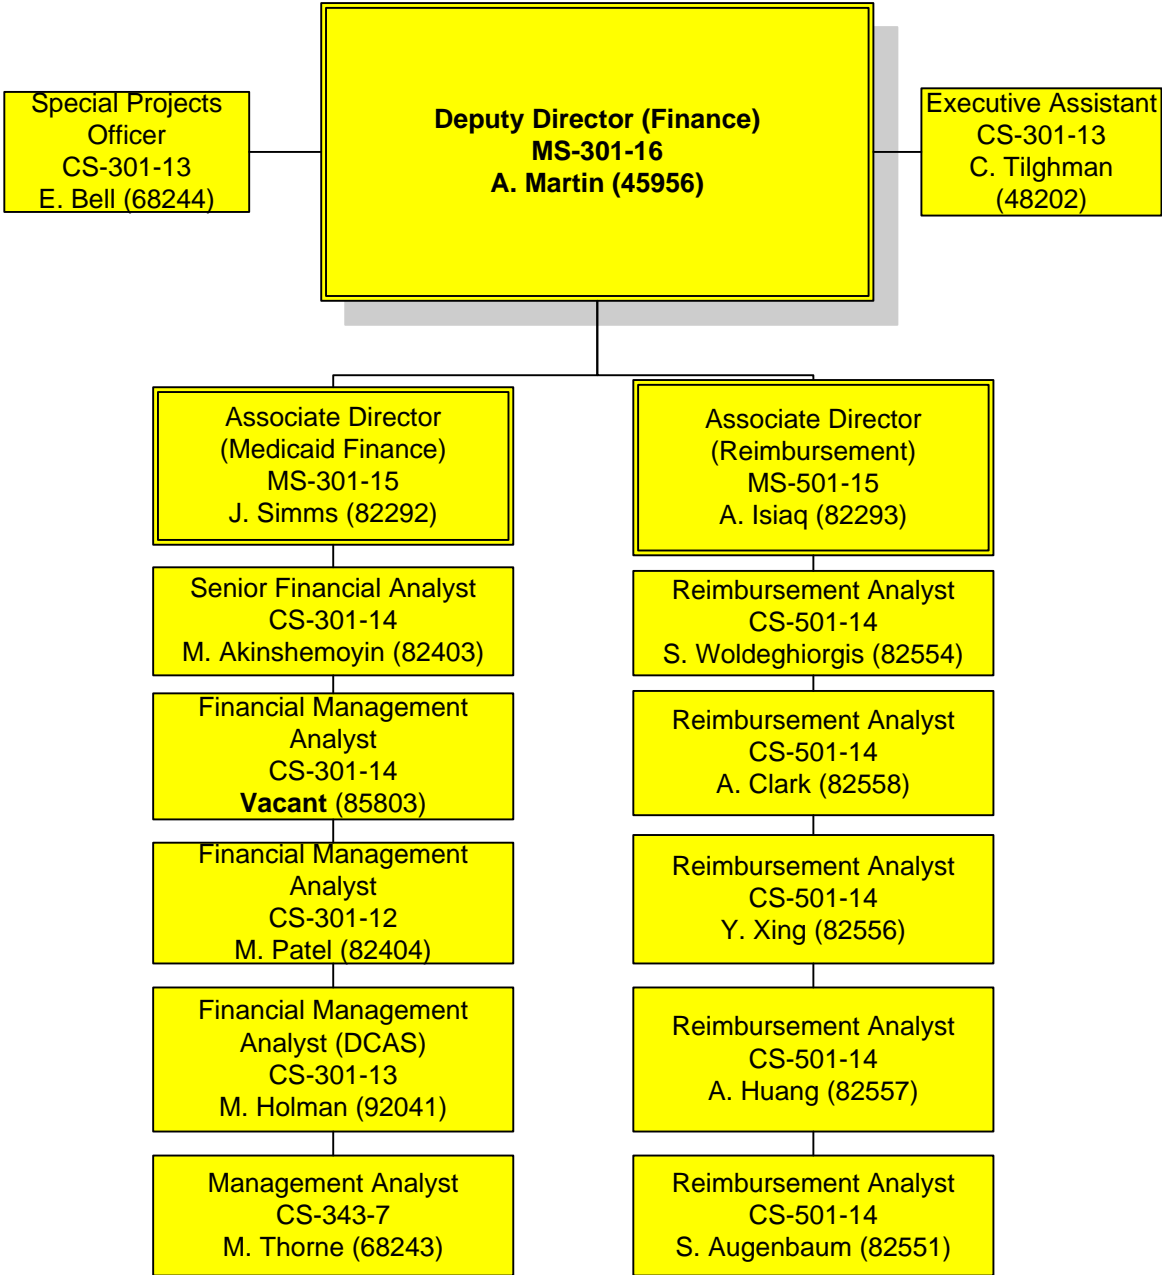 Deputy Director (Finance)
MS-301-16
A. Martin (45956)
Special Projects
Officer
CS-301-13
E. Bell (68244)
Executive Assistant
CS-301-13
C. Tilghman
(48202)
Associate Director
(Medicaid Finance)
MS-301-15
J. Simms (82292)
Senior Financial Analyst
CS-301-14
M. Akinshemoyin (82403)
Financial Management
Analyst
CS-301-14
Vacant (85803)
Financial Management
Analyst
CS-301-12
M. Patel (82404)
Financial Management
Analyst (DCAS)
CS-301-13
M. Holman (92041)
Management Analyst
CS-343-7
M. Thorne (68243)
Associate Director
(Reimbursement)
MS-501-15
A. Isiaq (82293)
Reimbursement Analyst
CS-501-14
S. Woldeghiorgis (82554)
Reimbursement Analyst
CS-501-14
A. Clark (82558)
Reimbursement Analyst
CS-501-14
Y. Xing (82556)
Reimbursement Analyst
CS-501-14
A. Huang (82557)
Reimbursement Analyst
CS-501-14
S. Augenbaum (82551)